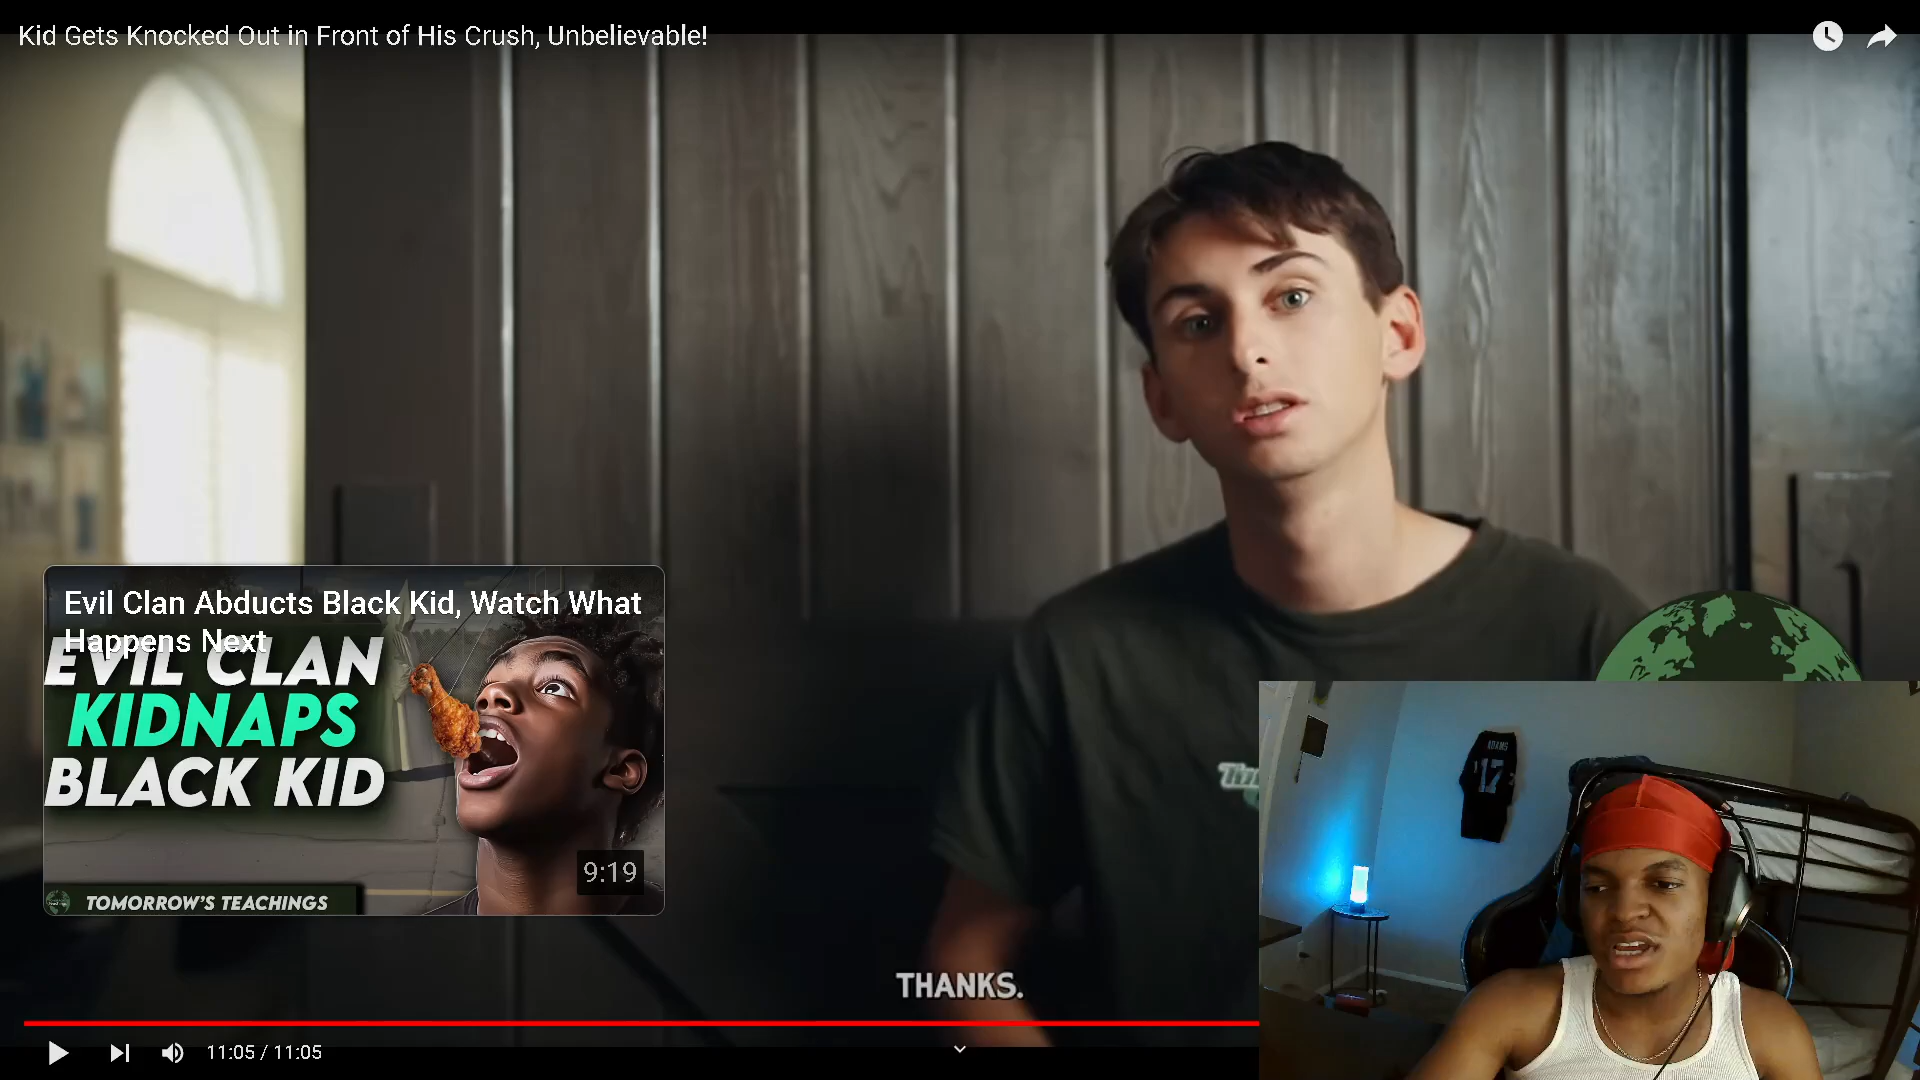 Kid Gets Knocked Out in Front of His Crush, Unbelievable!
Evil Clan Abducts Black Kid, Watch What
Happens Next
EVIL CLAN
KIDNAPS
BLACK KID
9:19
TOMORROW'S TEACHINGS
ADAMS
17
THANKS.
11:05 / 11:05